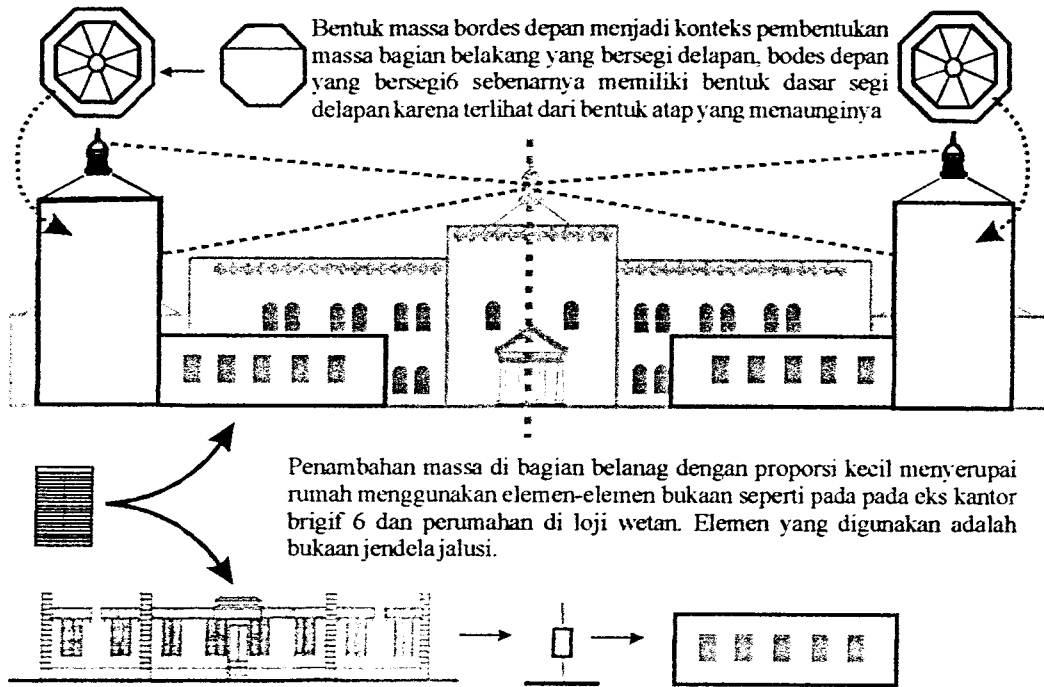 Bentuk massa bordes depan menjadi konteks pembentukan
massa bagian belakang yang bersegi delapan, bodes depan
yang bersegi6 sebenarnya memiliki bentuk dasar segi
delapan karena terlihat dari bentuk atap yang menaunginya
Penambahan massa di bagian belanag dengan proporsi kecil menyerupai
rumah menggunakan elemen-elemen bukaan seperti pada pada eks kantor
brigif 6 dan perumahan di loji wetan. Elemen yang digunakan adalah
bukaan jendela jalusi.